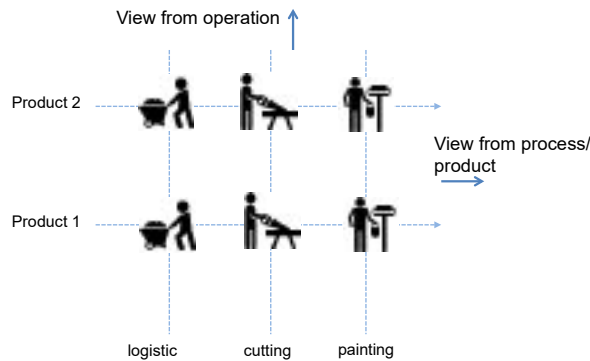 View from operation
Product 2
View from process/
product
Product 1
logistic
cutting
painting